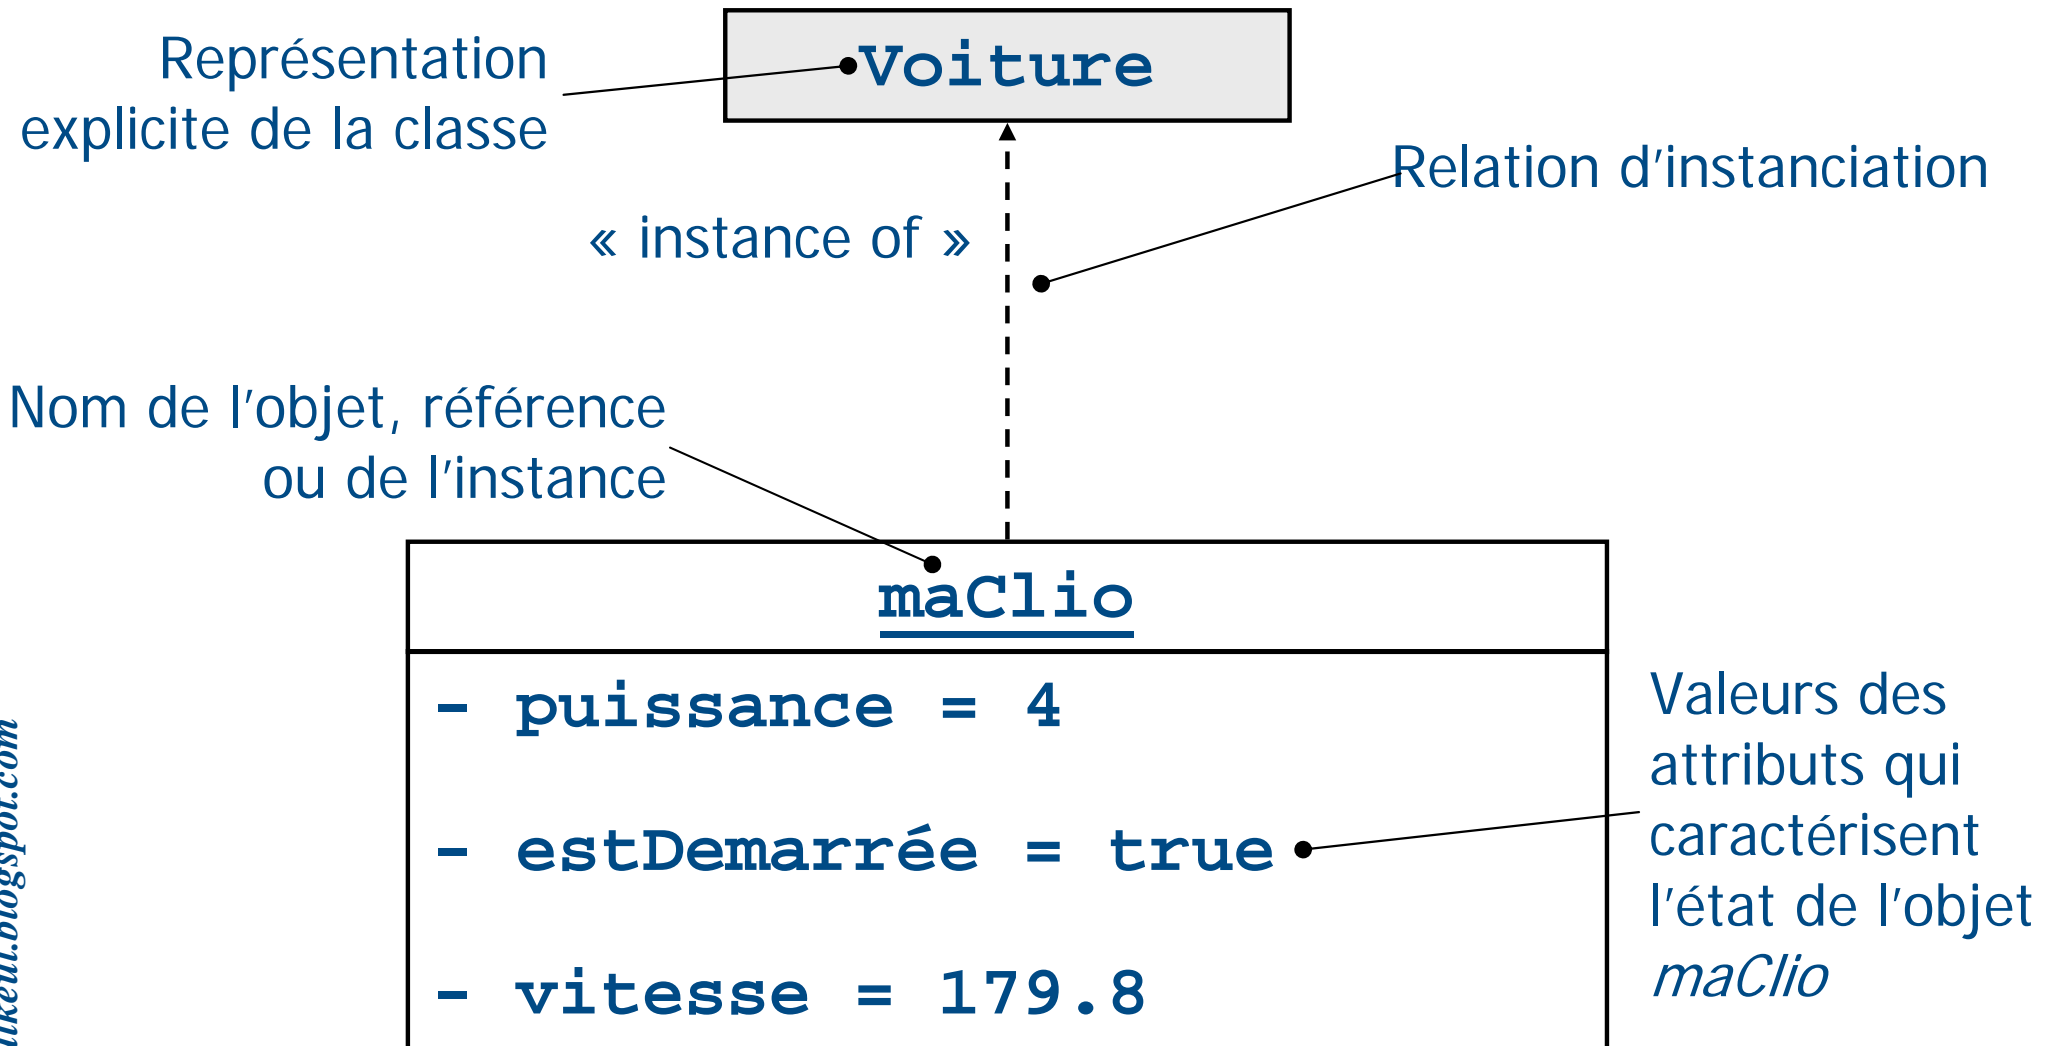 Représentation
explicite de la classe
Voiture
Relation d'instanciation
« instance of »
Nom de l'objet, référence
ou de l'instance
maClio
- puissance = 4
- estDemarrée = true
- vitesse = 179.8
Valeurs des
attributs qui
caractérisent
l'état de l'objet
maClio